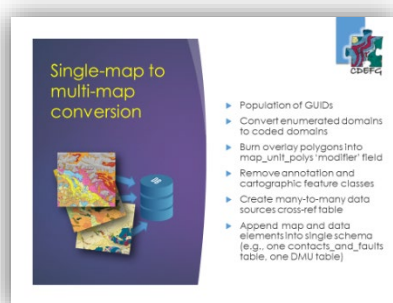 Single-map to
multi-map
conversion
CDEFG
▶ Population of GUIDs
▶ Convert enumerated domains
to coded domains
▶ Burn overlay polygons into
map_unit_polys 'modifier' field
▶ Remove annotation and
cartographic feature classes
▶ Create many-to-many data
sources cross-ref table
▶ Append map and data
elements into single schema
(e.g., one contacts_and_faults
table, one DMU table)